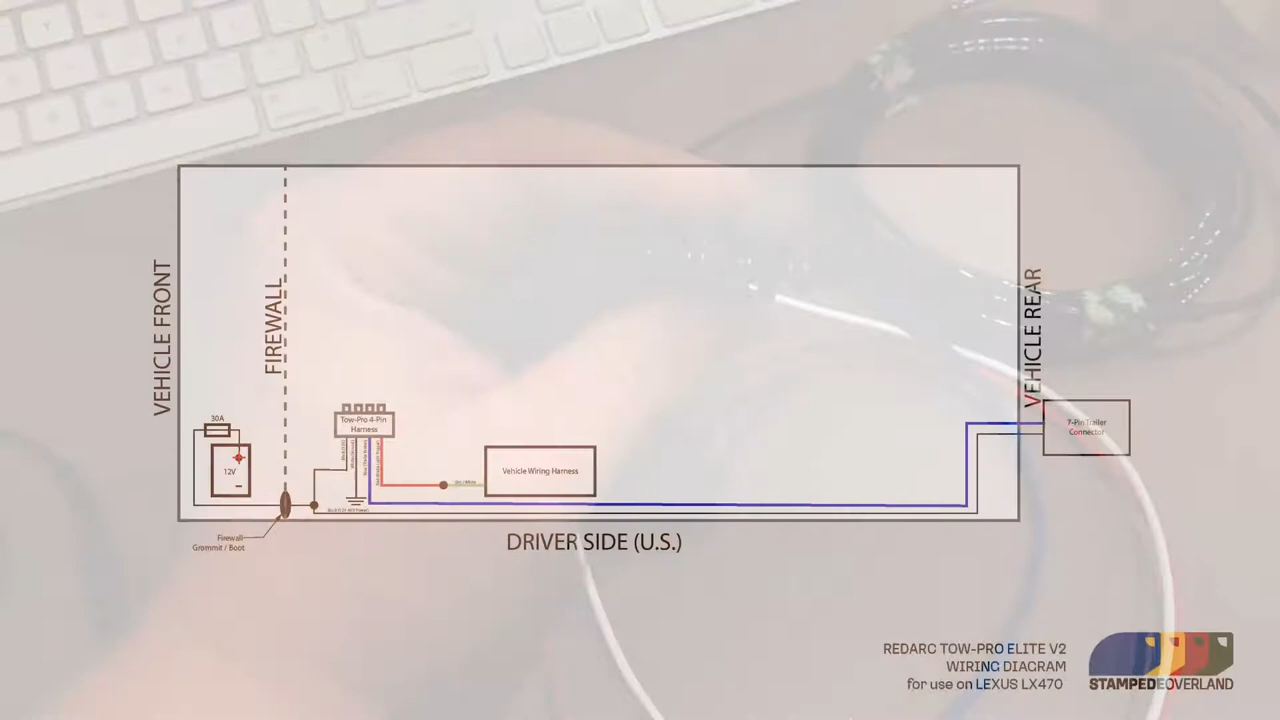 VEHICLE FRONT
FIREWALL
VEHICLE REAR
30A
12V
Tow-Pro 4-Pin
Harness
Vehicle Wiring Harness
7-Pin Trailer
Connector
Firewall
Grommit / Boot
DRIVER SIDE (U.S.)
REDARC TOW-PRO ELITE V2
WIRING DIAGRAM
for use on LEXUS LX470
STAMPEDEOVERLAND